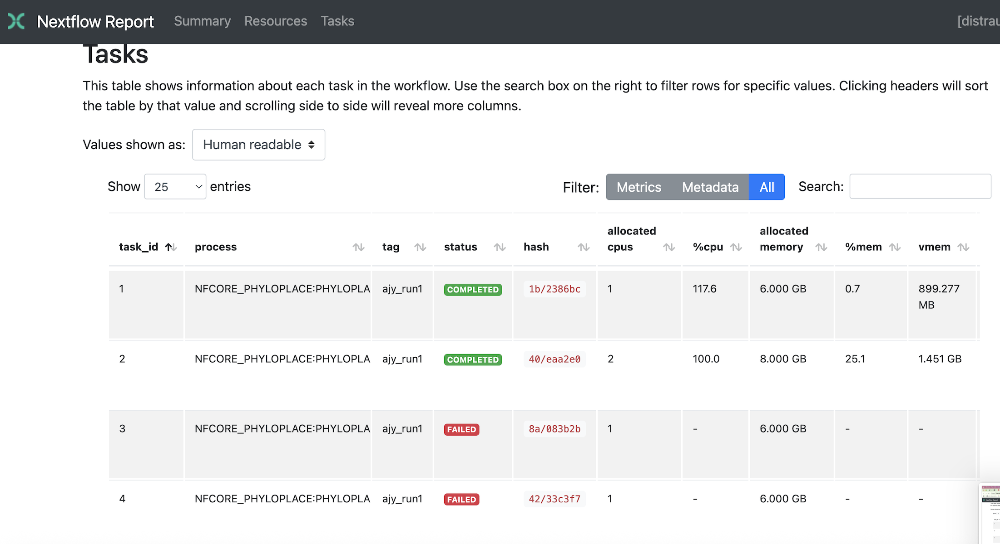 Nextflow Report Summary Resources Tasks [distrau
Tasks
This table shows information about each task in the workflow. Use the search box on the right to filter rows for specific values. Clicking headers will sort
the table by that value and scrolling side to side will reveal more columns.
Values shown as: Human readable
Show 25 entries Filter: Metrics Metadata All Search:
task_id process tag status hash allocated cpus %cpu allocated memory %mem vmem
1 NFCORE_PHYLOPLACE:PHYLOPLA ajy_run1 COMPLETED 1b/2386bc 1 117.6 6.000 GB 0.7 899.277 MB
2 NFCORE_PHYLOPLACE:PHYLOPLA ajy_run1 COMPLETED 40/eaa2e0 2 100.0 8.000 GB 25.1 1.451 GB
3 NFCORE_PHYLOPLACE:PHYLOPLA ajy_run1 FAILED 8a/083b2b 1 - 6.000 GB - -
4 NFCORE_PHYLOPLACE:PHYLOPLA ajy_run1 FAILED 42/33c3f7 1 - 6.000 GB - -